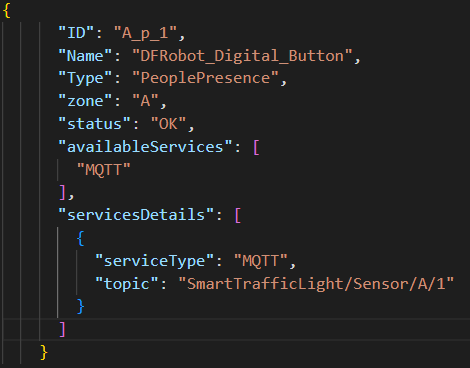 {
"ID": "A_p_1",
"Name": "DFRobot_Digital_Button",
"Type": "PeoplePresence",
"zone": "A",
"status": "OK",
"availableServices": [
"MQTT"
],
"servicesDetails": [
{
"serviceType": "MQTT",
"topic": "SmartTrafficLight/Sensor/A/1"
}
]
}